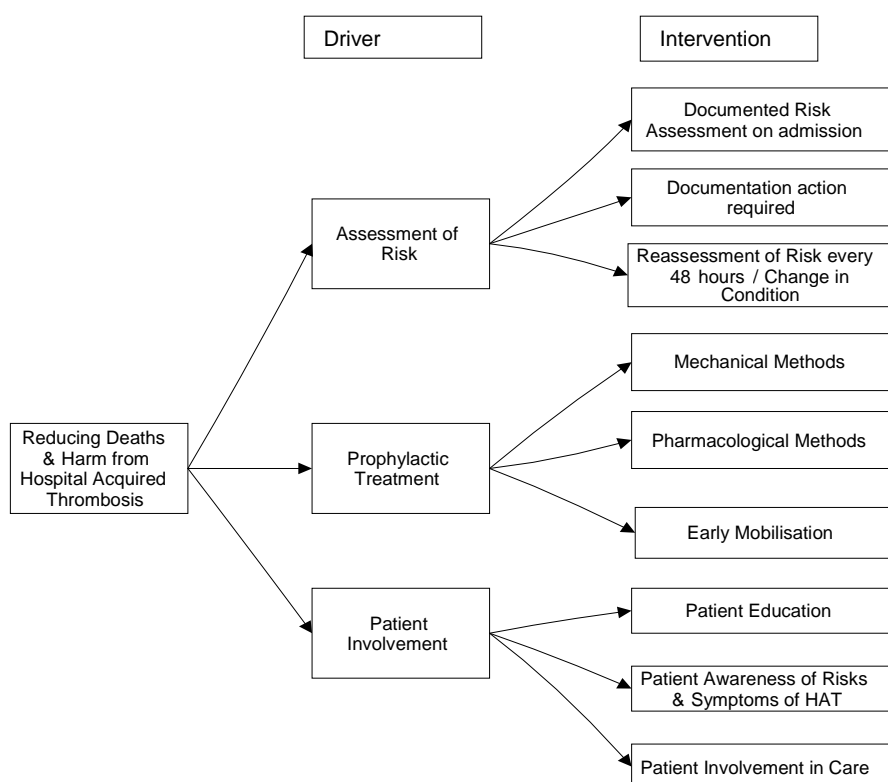 Driver
Intervention
Documented Risk
Assessment on admission
Documentation action
required
Assessment of
Risk
Reassessment of Risk every
48 hours / Change in
Condition
Mechanical Methods
Reducing Deaths
& Harm from
Hospital Acquired
Thrombosis
Prophylactic
Treatment
Pharmacological Methods
Early Mobilisation
Patient
Involvement
Patient Education
Patient Awareness of Risks
& Symptoms of HAT
Patient Involvement in Care